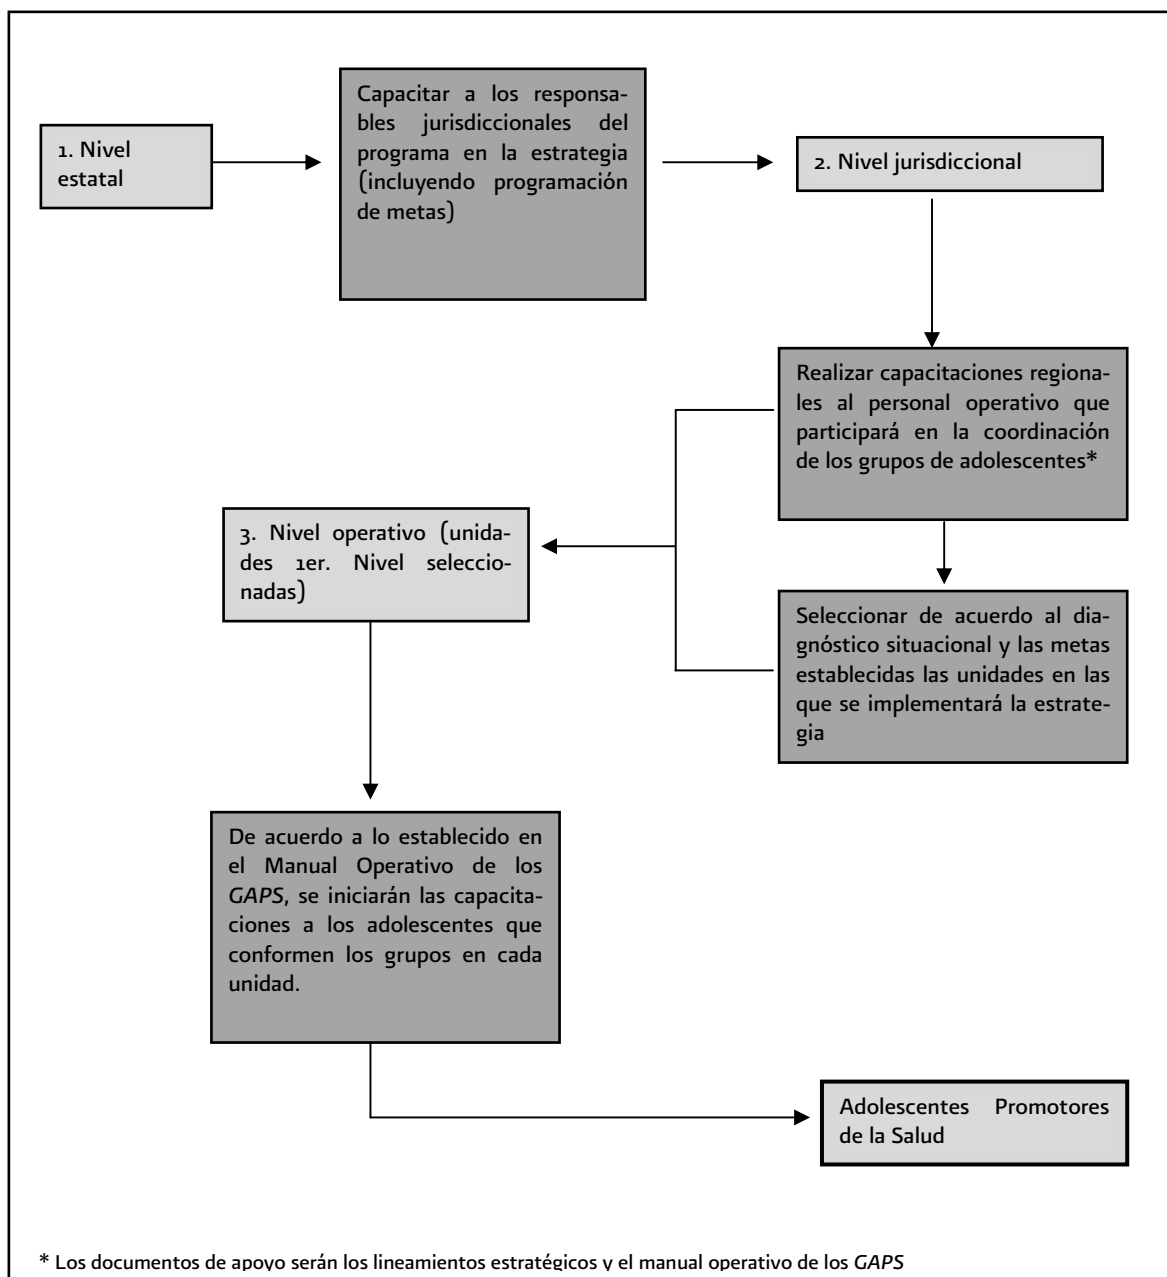 1. Nivel
estatal
Capacitar a los responsa-
bles jurisdiccionales del
programa en la estrategia
(incluyendo programación
de metas)
2. Nivel jurisdiccional
Realizar capacitaciones regiona-
les al personal operativo que
participará en la coordinación
de los grupos de adolescentes*
3. Nivel operativo (unida-
des 1er. Nivel seleccio-
nadas)
Seleccionar de acuerdo al dia-
gnóstico situacional y las metas
establecidas las unidades en las
que se implementará la estrate-
gia
De acuerdo a lo establecido en
el Manual Operativo de los
GAPS, se iniciarán las capacita-
ciones a los adolescentes que
conformen los grupos en cada
unidad.
Adolescentes Promotores
de la Salud
* Los documentos de apoyo serán los lineamientos estratégicos y el manual operativo de los GAPS